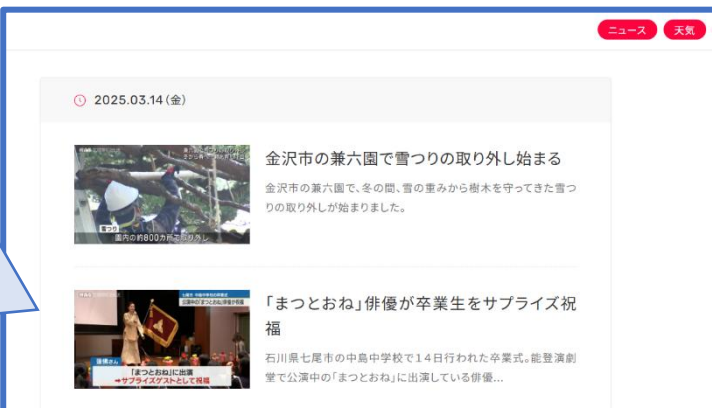 ニュース 天気
2025.03.14(金)
金沢市の兼六園で雪つりの取り外し始まる
金沢市の兼六園で、冬の間、雪の重みから樹木を守ってきた雪つ
りの取り外しが始まりました。
雪つり
園内の約800カ所で取り外し
「まつとおね」俳優が卒業生をサプライズ祝
福
石川県七尾市の中島中学校で14日行われた卒業式。能登演劇
堂で公演中の「まつとおね」に出演している俳優...
「まつとおね」に出演
➡サプライズゲストとして祝福